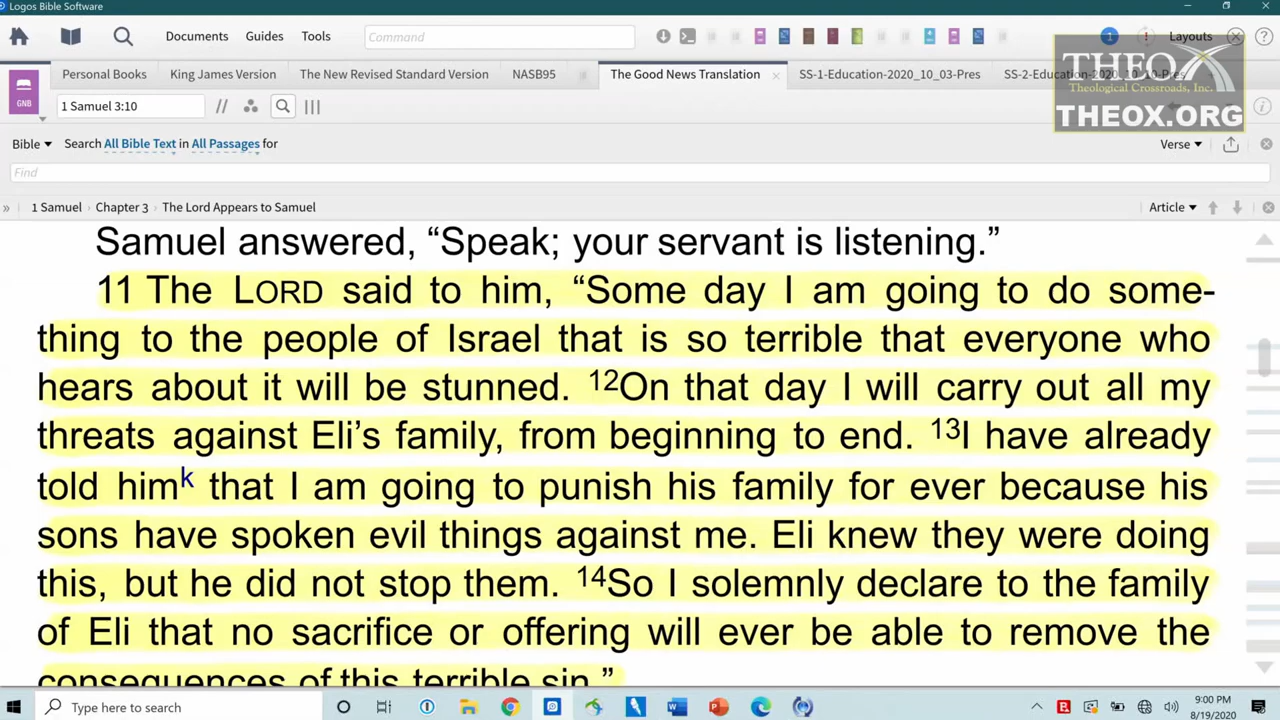 Logos Bible Software
Documents Guides Tools Command 1 Layouts
Personal Books King James Version The New Revised Standard Version NASB95 The Good News Translation SS-1-Education-2020_10_03-Pres SS-2-Education-2020_10_10-Pres
THEOX
Theological Crossroads, Inc.
THEOX.ORG
GNB 1 Samuel 3:10
Bible Search All Bible Text in All Passages for Verse
Find
1 Samuel Chapter 3 The Lord Appears to Samuel Article
Samuel answered, “Speak; your servant is listening.”
11 The LORD said to him, “Some day I am going to do some-
thing to the people of Israel that is so terrible that everyone who
hears about it will be stunned. 12On that day I will carry out all my
threats against Eli’s family, from beginning to end. 13I have already
told himk that I am going to punish his family for ever because his
sons have spoken evil things against me. Eli knew they were doing
this, but he did not stop them. 14So I solemnly declare to the family
of Eli that no sacrifice or offering will ever be able to remove the
consequences of this terrible sin.”
Type here to search
9:00 PM
8/19/2020